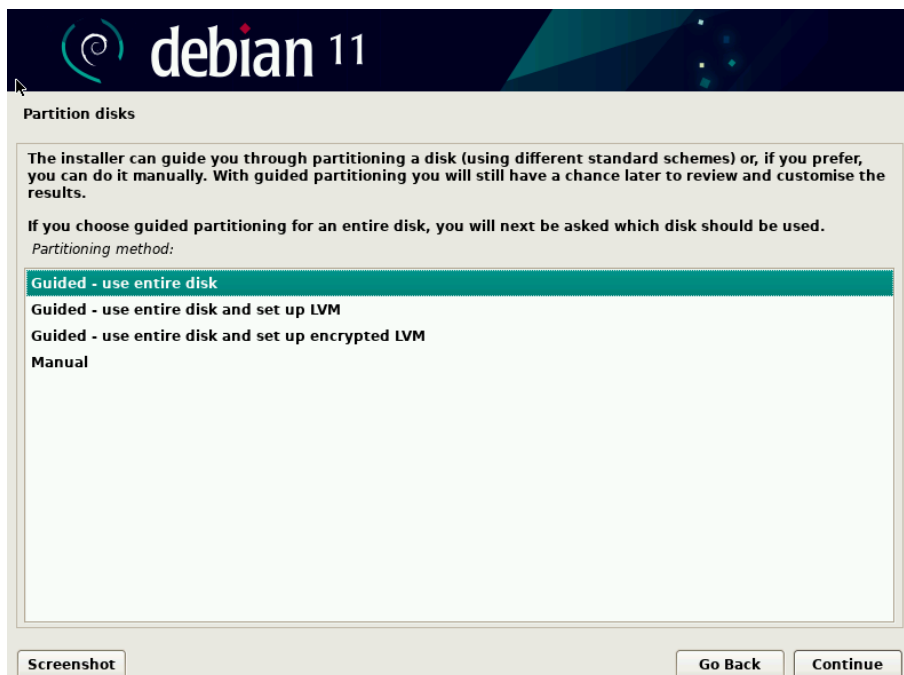 debian 11
Partition disks
The installer can guide you through partitioning a disk (using different standard schemes) or, if you prefer,
you can do it manually. With guided partitioning you will still have a chance later to review and customise the
results.
If you choose guided partitioning for an entire disk, you will next be asked which disk should be used.
Partitioning method:
Guided - use entire disk
Guided - use entire disk and set up LVM
Guided - use entire disk and set up encrypted LVM
Manual
Screenshot Go Back Continue